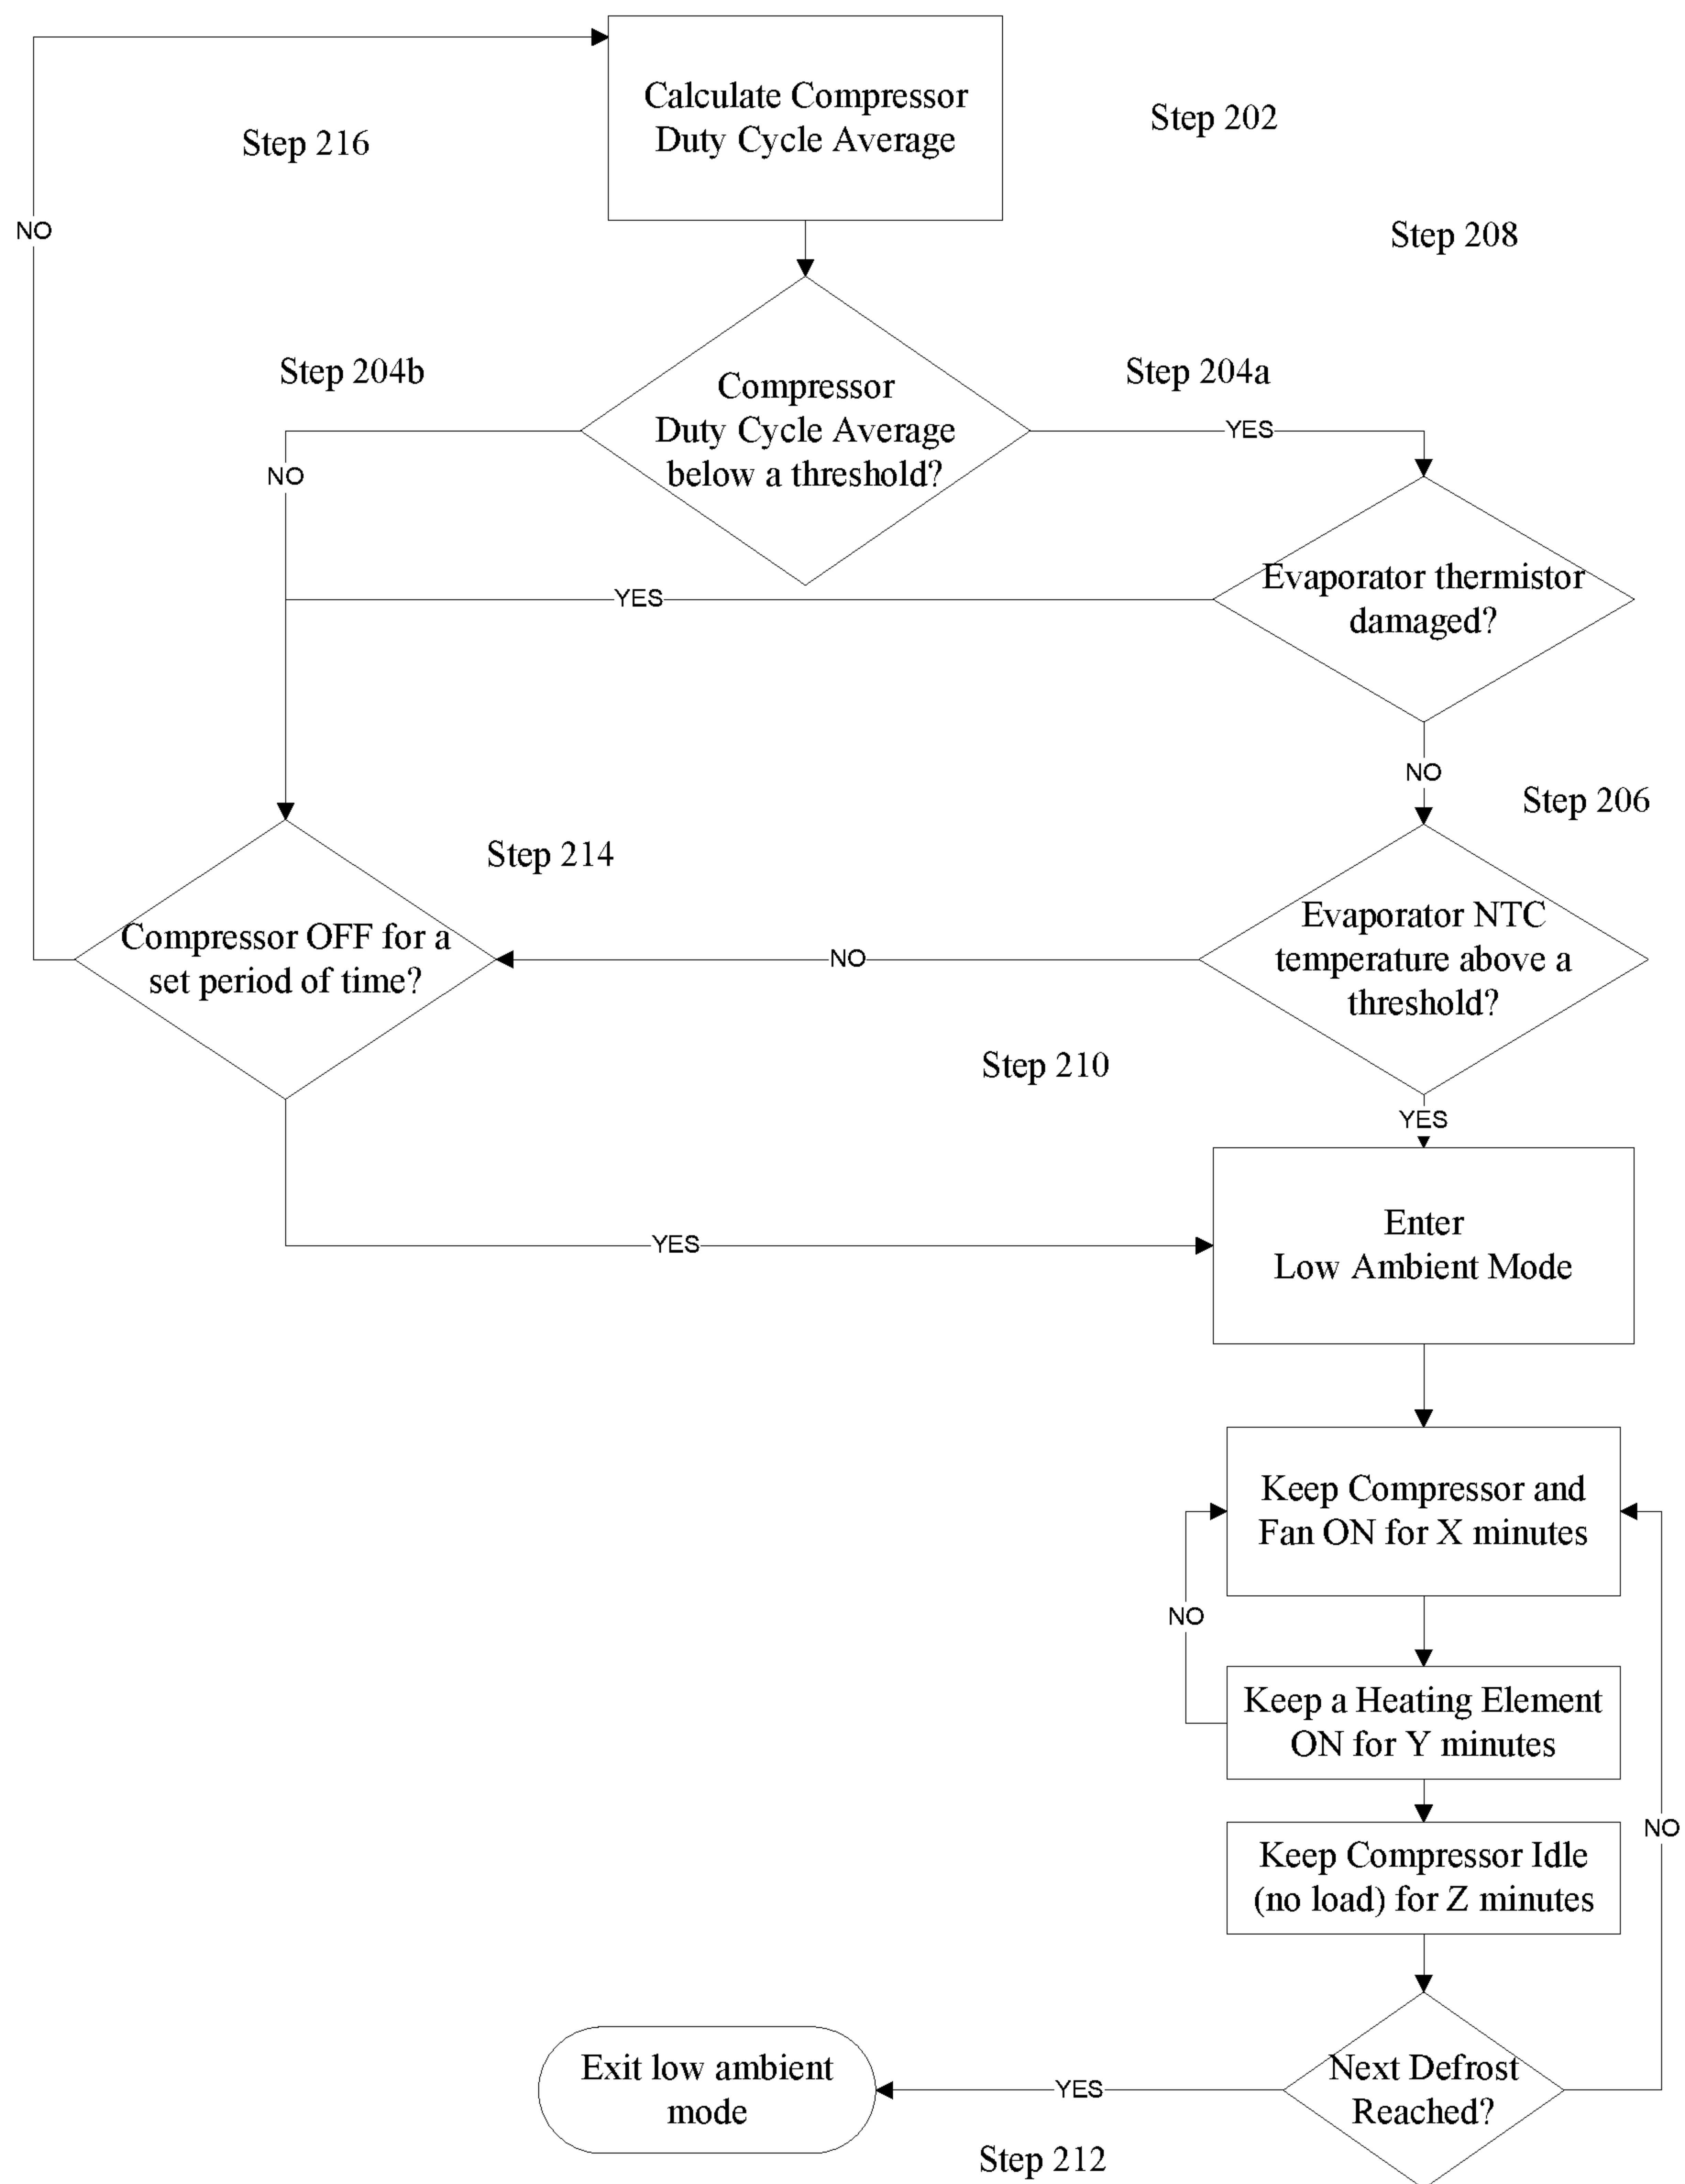 Calculate Compressor
Duty Cycle Average
Step 202
Step 216
NO
Step 208
Step 204b
Compressor
Duty Cycle Average
below a threshold?
Step 204a
YES
NO
YES
Evaporator thermistor
damaged?
NO
Step 206
Step 214
Compressor OFF for a
set period of time?
NO
Evaporator NTC
temperature above a
threshold?
Step 210
YES
YES
Enter
Low Ambient Mode
Keep Compressor and
Fan ON for X minutes
NO
Keep a Heating Element
ON for Y minutes
NO
Keep Compressor Idle
(no load) for Z minutes
Exit low ambient
mode
YES
Next Defrost
Reached?
Step 212